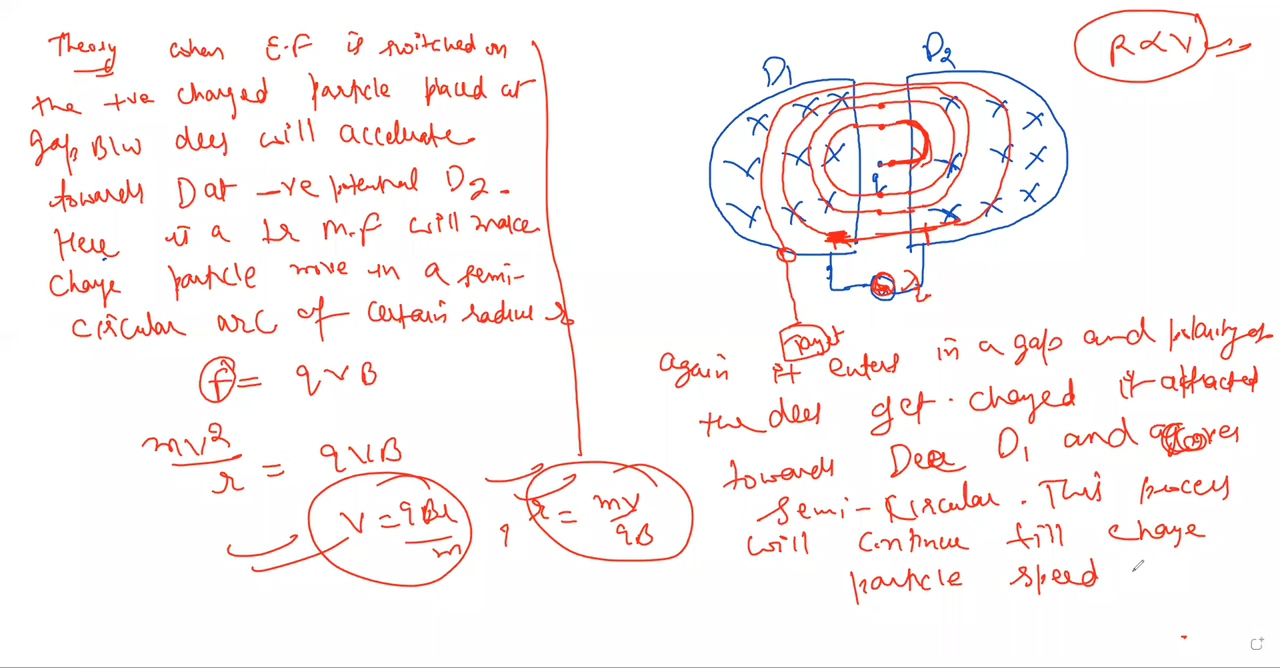 Theory when E.F is switched on
the +ve charged particle placed at
gap B/w dees will accelerate
towards D at -ve potential D2.
Here it a Lr M.F will make
charge particle move in a semi-
circular arc of certain radius r
f = qvB
mv²/r = qVB
V = qBr/m , r = mv/qB
R ∝ V
D1 D2
q
Target
again it enters in a gap and polarity of
the dees get changed it attracted
towards Dee D1 and
semi-circular. This process
will continue till charge
particle speed